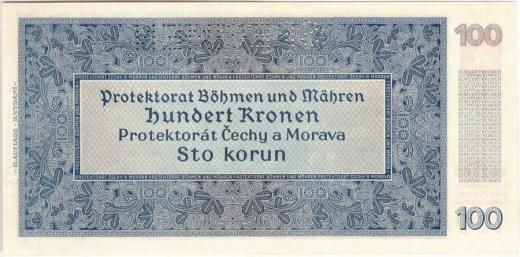 100
Protektorat Böhmen und Mähren
Hundert Kronen
Protektorát Čechy a Morava
Sto korun
100